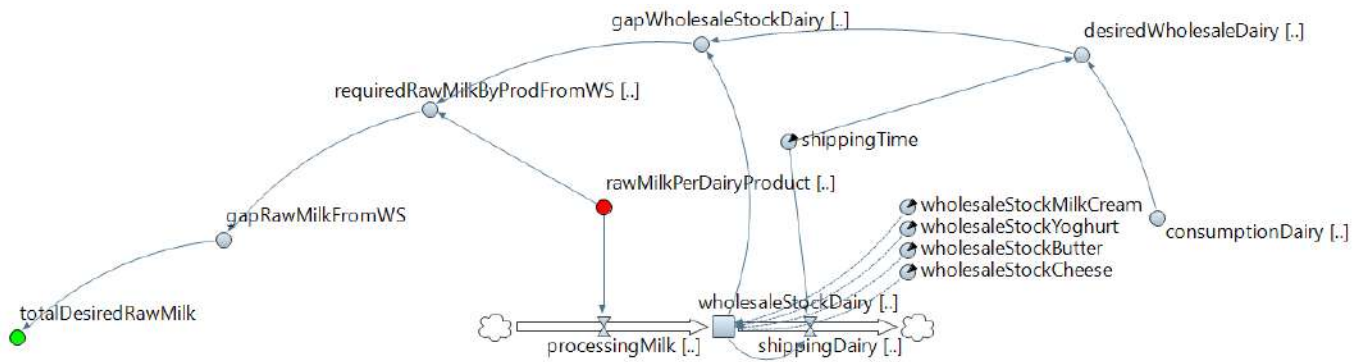 gapWholesaleStockDairy [..]
desiredWholesaleDairy [..]
requiredRawMilkByProdFromWS [..]
shippingTime
rawMilkPerDairyProduct [..]
gapRawMilkFromWS
wholesaleStockMilkCream
wholesaleStockYoghurt
wholesaleStockButter
wholesaleStockCheese
consumptionDairy [..]
totalDesiredRawMilk
wholesaleStockDairy [..]
processingMilk [..]
shippingDairy [..]